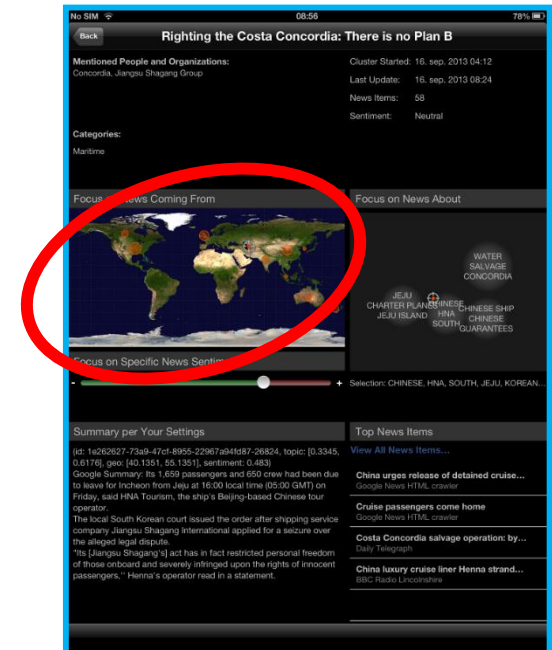 No SIM 08:56 78%
Back Righting the Costa Concordia: There is no Plan B
Mentioned People and Organizations:
Concordia, Jiangsu Shagang Group
Cluster Started: 16. sep. 2013 04:12
Last Update: 16. sep. 2013 08:24
News Items: 58
Sentiment: Neutral
Categories:
Maritime
Focus on News Coming From
Focus on News About
WATER
SALVAGE
CONCORDIA
JEJU
CHARTER PLANES
JEJU ISLAND
CHINESE
HNA
SOUTH
CHINESE SHIP
CHINESE
GUARANTEES
Focus on Specific News Sentim
- +
Selection: CHINESE, HNA, SOUTH, JEJU, KOREAN...
Summary per Your Settings
(id: 1e262627-73a9-47cf-8955-22967a94fd87-26824, topic: [0.3345,
0.6176], geo: [40.1351, 55.1351], sentiment: 0.483)
Google Summary: Its 1,659 passengers and 650 crew had been due
to leave for Incheon from Jeju at 16:00 local time (05:00 GMT) on
Friday, said HNA Tourism, the ship's Beijing-based Chinese tour
operator.
The local South Korean court issued the order after shipping service
company Jiangsu Shagang International applied for a seizure over
the alleged legal dispute.
"Its [Jiangsu Shagang's] act has in fact restricted personal freedom
of those onboard and severely infringed upon the rights of innocent
passengers," Henna's operator read in a statement.
Top News Items
View All News Items...
China urges release of detained cruise...
Google News HTML crawler
Cruise passengers come home
Google News HTML crawler
Costa Concordia salvage operation: by...
Daily Telegraph
China luxury cruise liner Henna strand...
BBC Radio Lincolnshire